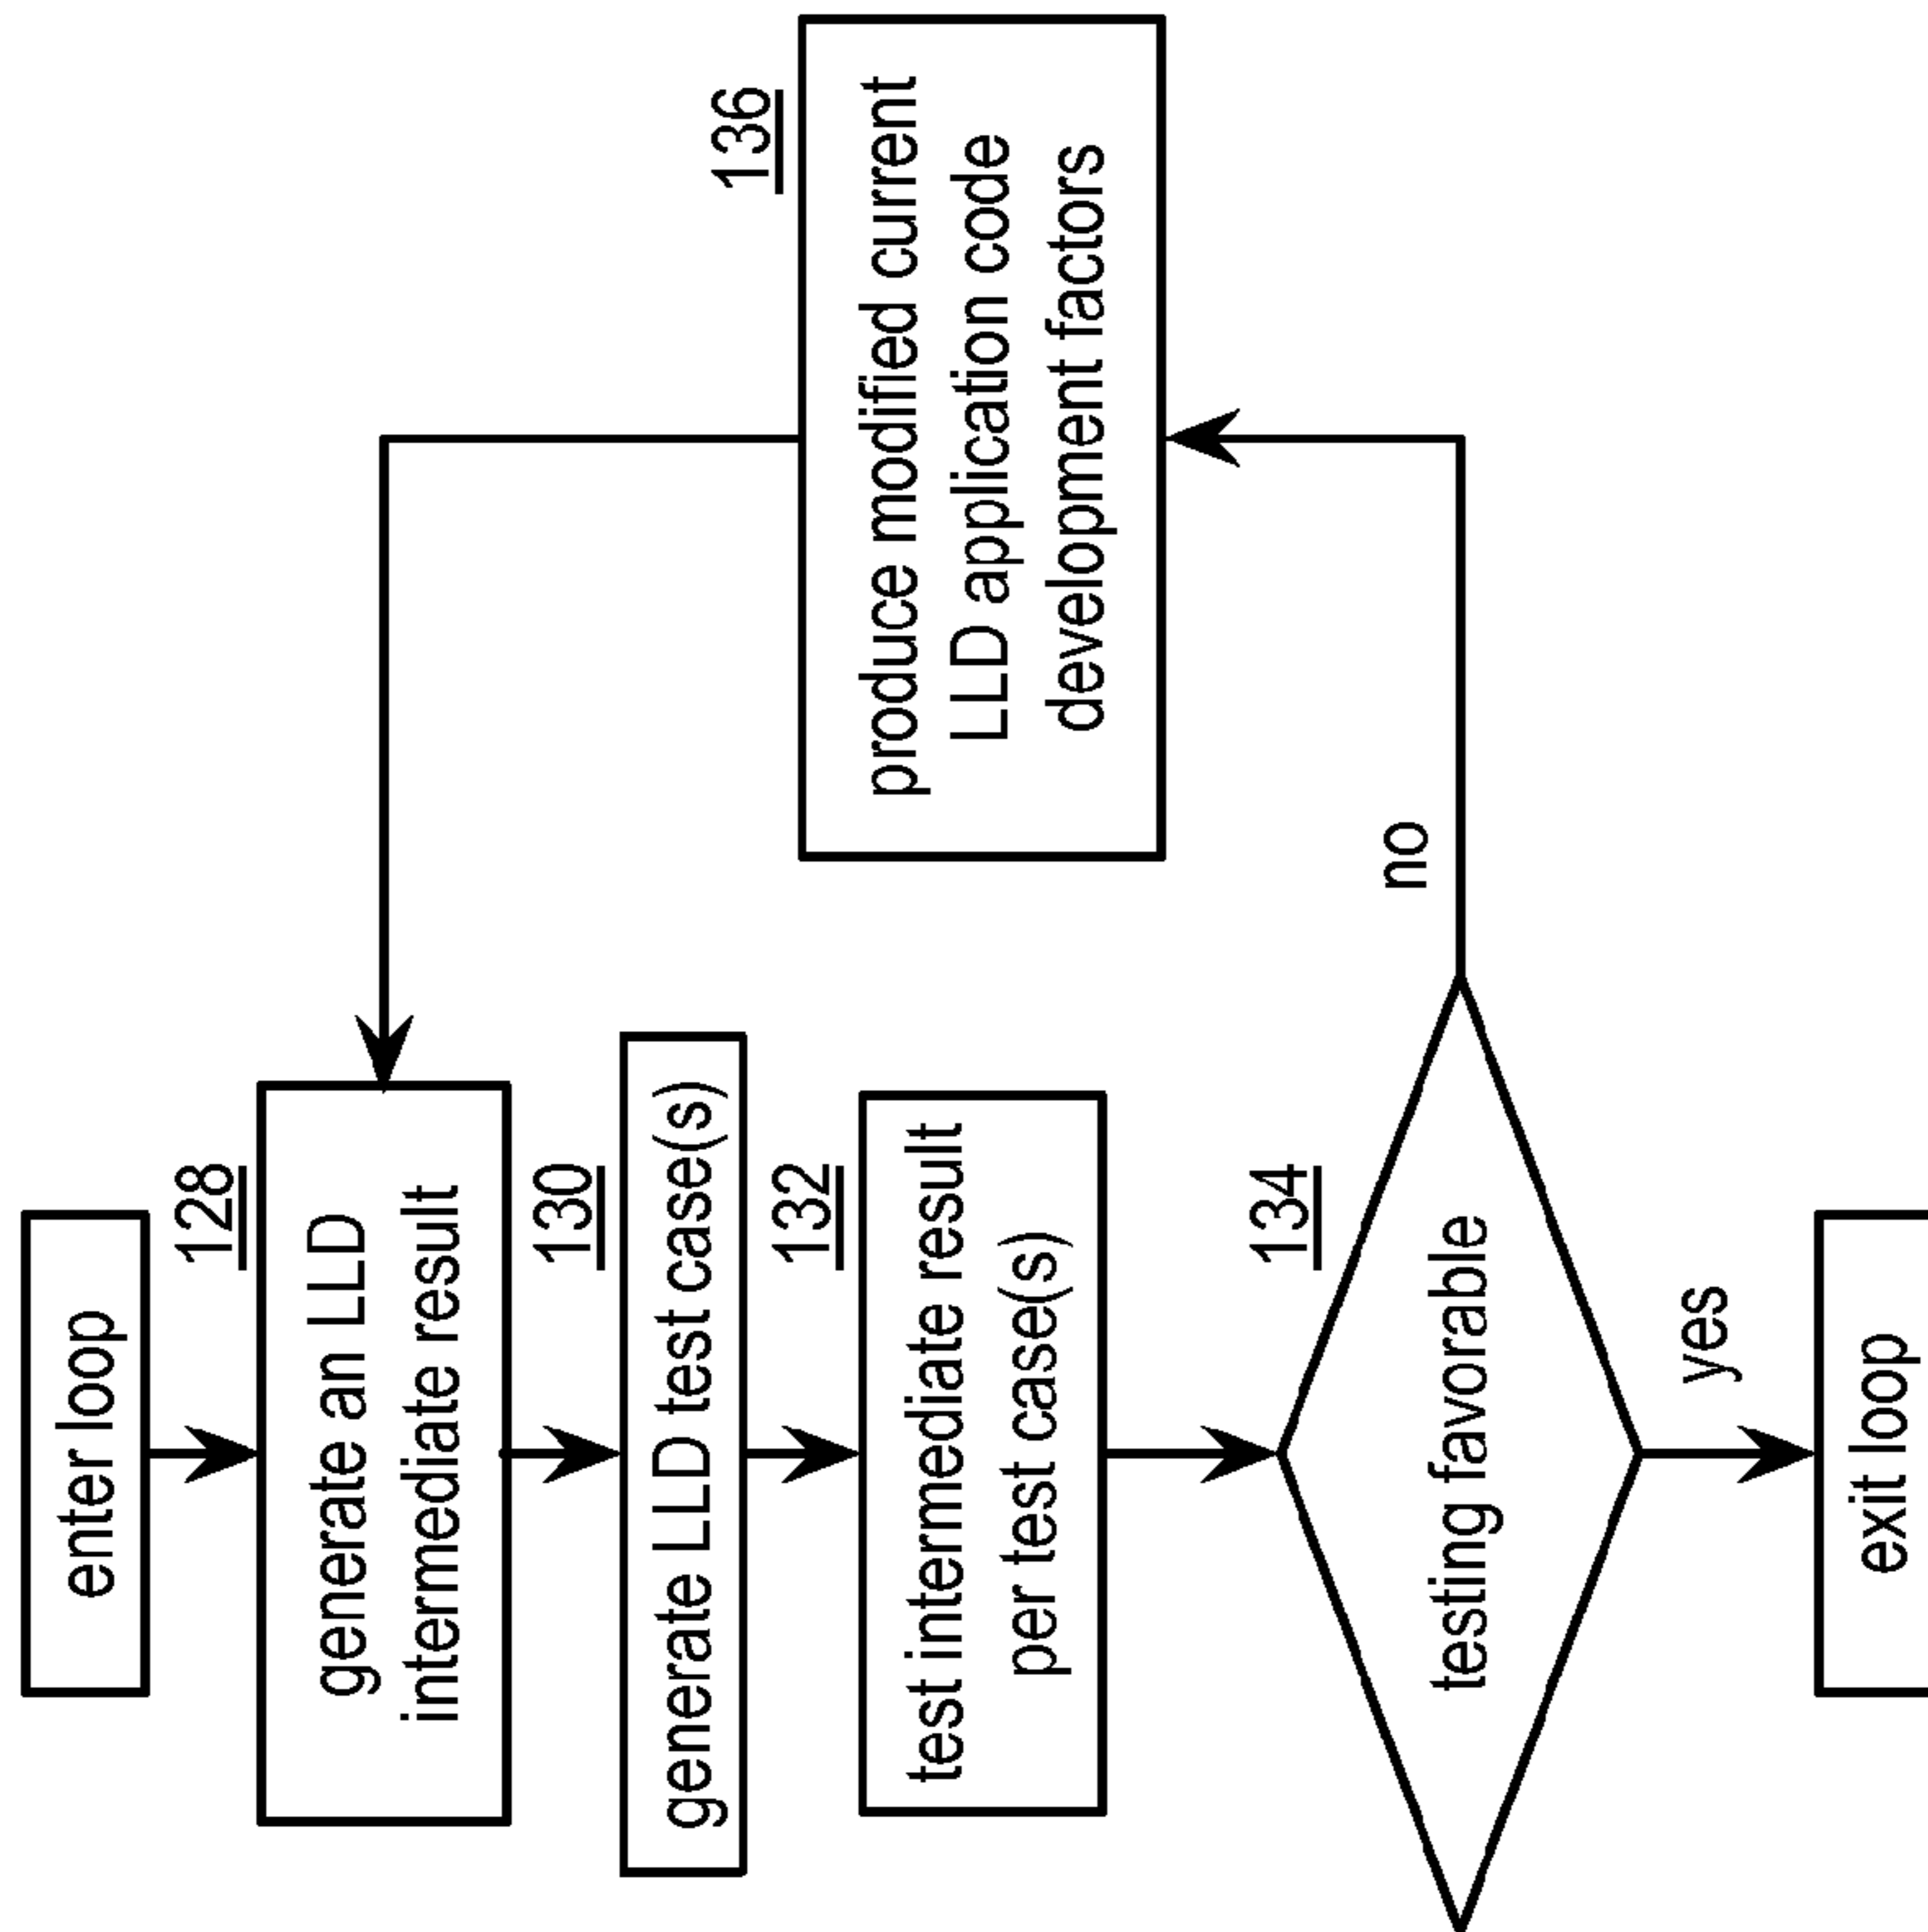 enter loop
128
generate an LLD
intermediate result
130
generate LLD test case(s)
132
test intermediate result
per test case(s)
134
testing favorable
no
yes
exit loop
136
produce modified current
LLD application code
development factors